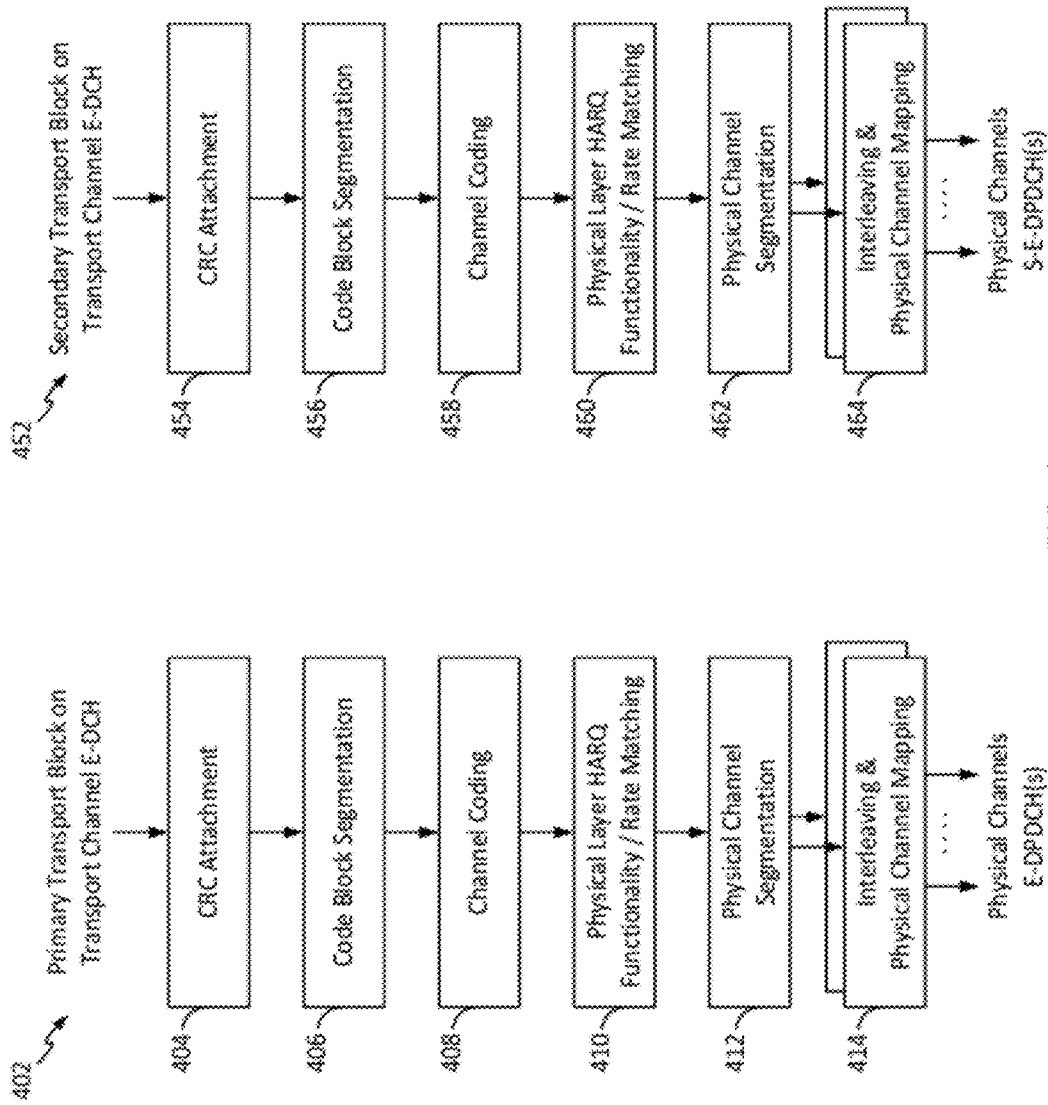 402
Primary Transport Block on
Transport Channel E-DCH
404
CRC Attachment
406
Code Block Segmentation
408
Channel Coding
410
Physical Layer HARQ
Functionality / Rate Matching
412
Physical Channel
Segmentation
414
Interleaving &
Physical Channel Mapping
. . . .
Physical Channels
E-DPDCH(s)
452
Secondary Transport Block on
Transport Channel E-DCH
454
CRC Attachment
456
Code Block Segmentation
458
Channel Coding
460
Physical Layer HARQ
Functionality / Rate Matching
462
Physical Channel
Segmentation
464
Interleaving &
Physical Channel Mapping
. . . .
Physical Channels
S-E-DPDCH(s)